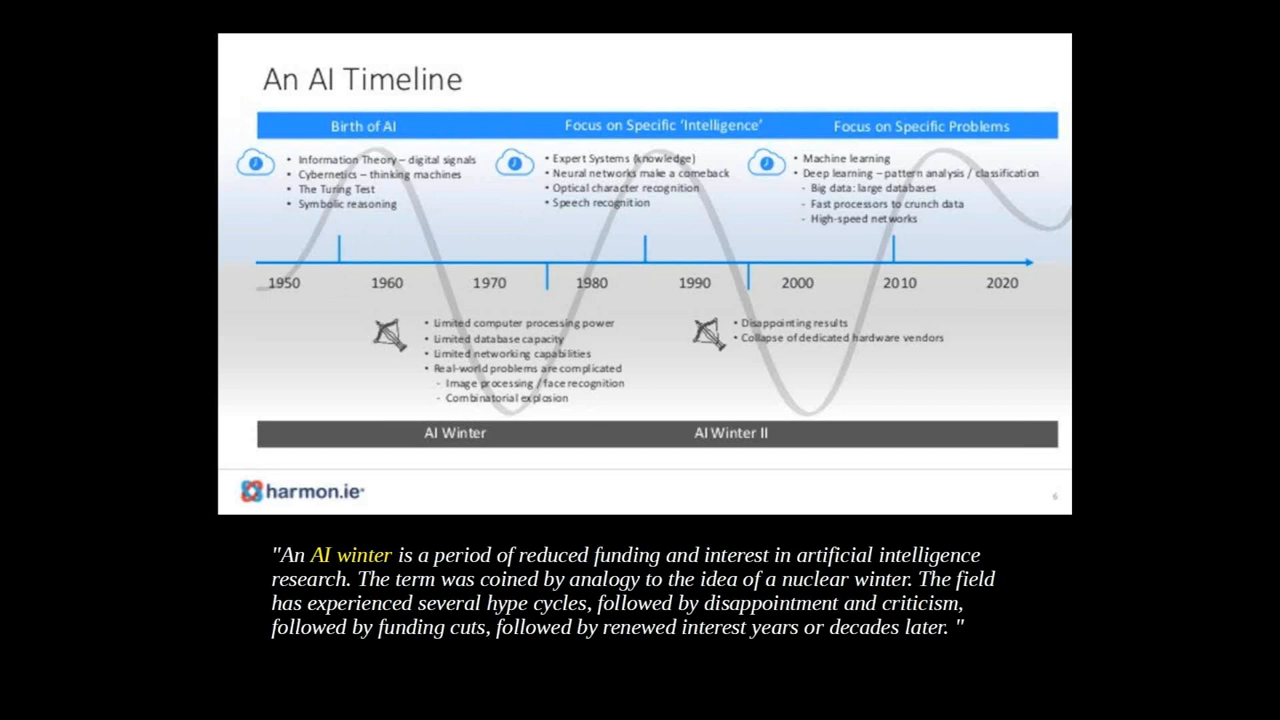 An AI Timeline
Birth of AI
Focus on Specific 'Intelligence'
Focus on Specific Problems
• Information Theory – digital signals
• Cybernetics – thinking machines
• The Turing Test
• Symbolic reasoning
• Expert Systems (knowledge)
• Neural networks make a comeback
• Optical character recognition
• Speech recognition
• Machine learning
• Deep learning – pattern analysis / classification
- Big data: large databases
- Fast processors to crunch data
- High-speed networks
1950 1960 1970 1980 1990 2000 2010 2020
• Limited computer processing power
• Limited database capacity
• Limited networking capabilities
• Real-world problems are complicated
- Image processing / face recognition
- Combinatorial explosion
• Disappointing results
• Collapse of dedicated hardware vendors
AI Winter
AI Winter II
harmon.ie
6
"An AI winter is a period of reduced funding and interest in artificial intelligence
research. The term was coined by analogy to the idea of a nuclear winter. The field
has experienced several hype cycles, followed by disappointment and criticism,
followed by funding cuts, followed by renewed interest years or decades later. "